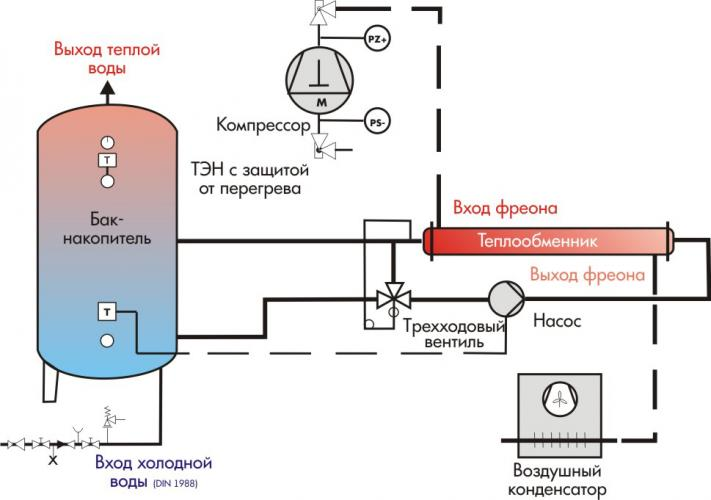 PZ+
Выход теплой
воды
M
Компрессор
PS-
ТЭН с защитой
от перегрева
T
Бак-
накопитель
Вход фреона
Теплообменник
Выход фреона
T
Трехходовый
вентиль
Насос
X
Вход холодной
воды (DIN 1988)
Воздушный
конденсатор